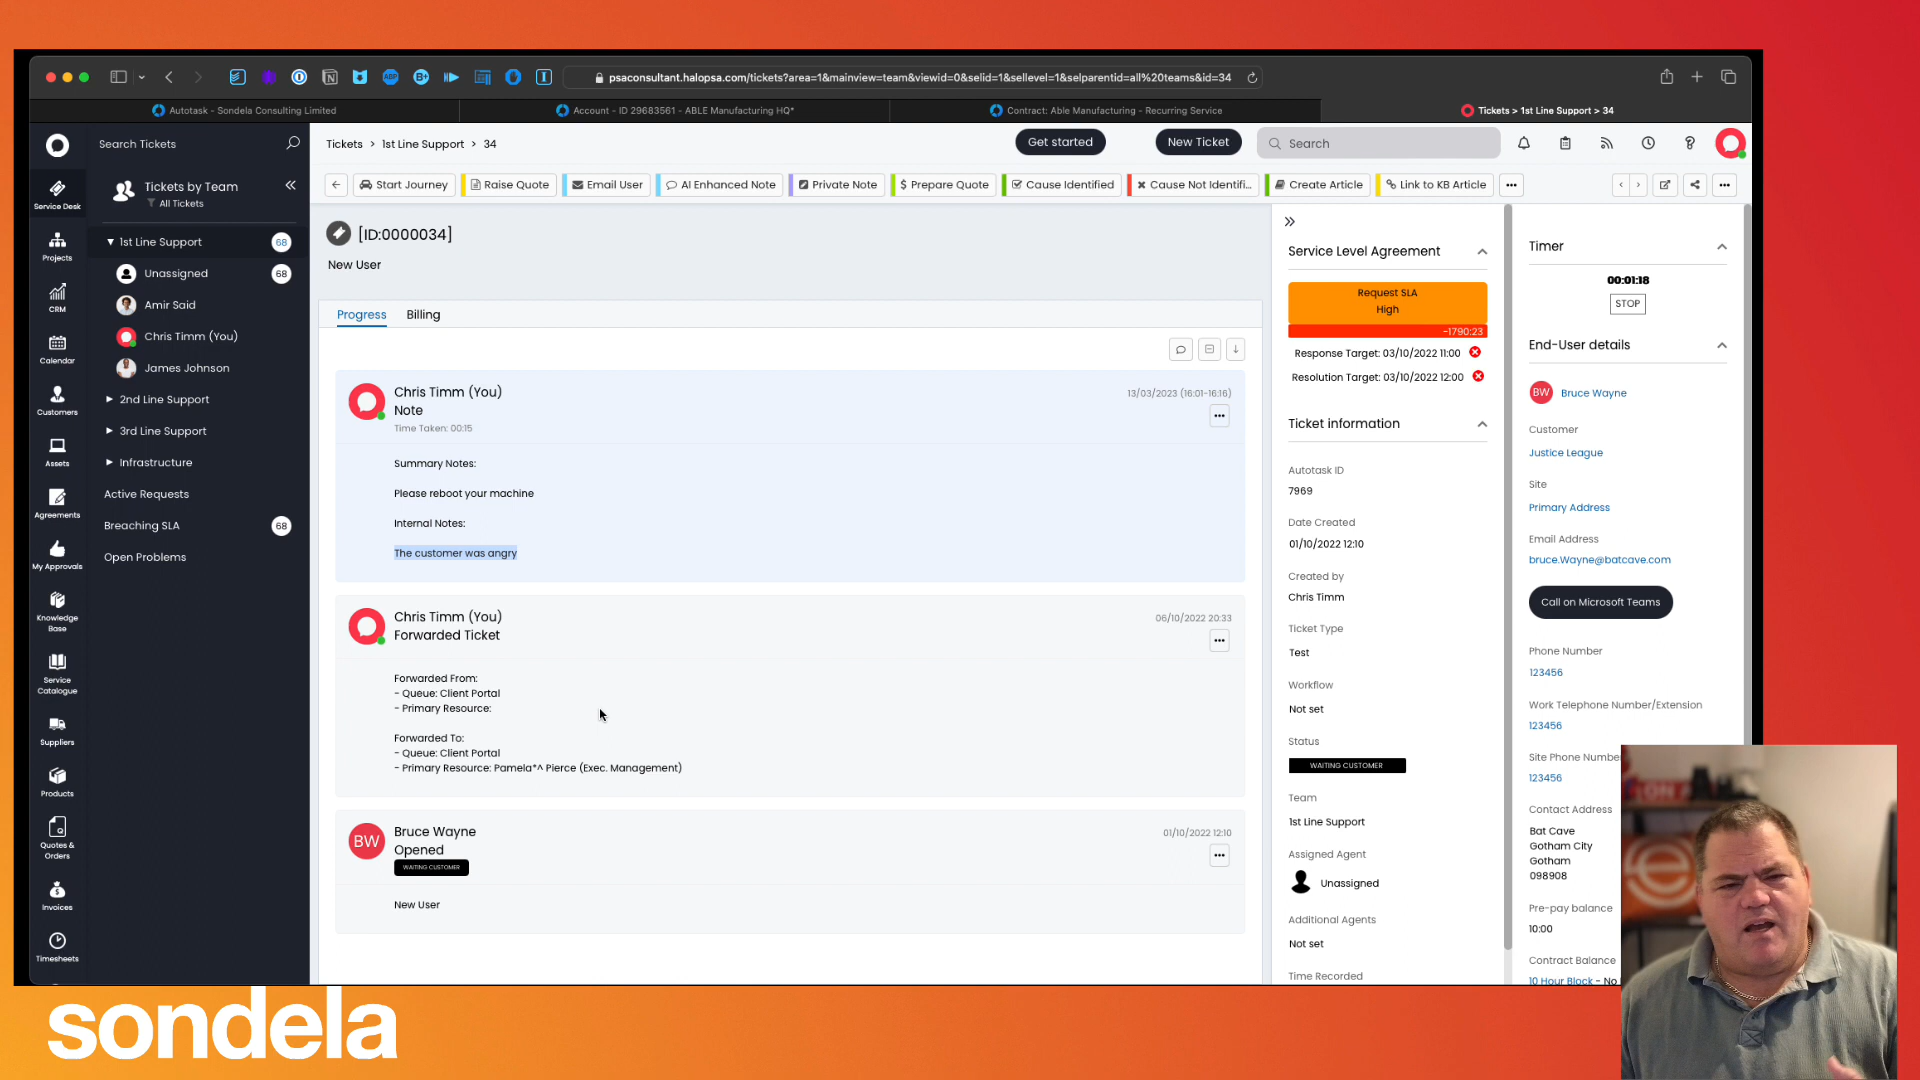 psaconsultant.halopsa.com/tickets?area=1&mainview=team&viewid=0&selid=1&sellevel=1&selparentid=all%20teams&id=34
Autotask - Sondela Consulting Limited
Account - ID 29683561 - ABLE Manufacturing HQ*
Contract: Able Manufacturing - Recurring Service
Tickets > 1st Line Support > 34
Search Tickets
Tickets > 1st Line Support > 34
Get started
New Ticket
Search
Service Desk
Projects
CRM
Calendar
Customers
Assets
Agreements
My Approvals
Knowledge Base
Service Catalogue
Suppliers
Products
Quotes & Orders
Invoices
Timesheets
Tickets by Team
All Tickets
1st Line Support 68
Unassigned 68
Amir Said
Chris Timm (You)
James Johnson
2nd Line Support
3rd Line Support
Infrastructure
Active Requests
Breaching SLA 68
Open Problems
Start Journey
Raise Quote
Email User
AI Enhanced Note
Private Note
$ Prepare Quote
Cause Identified
Cause Not Identifi...
Create Article
Link to KB Article
[ID:0000034]
New User
Progress
Billing
Chris Timm (You)
Note
Time Taken: 00:15
13/03/2023 (16:01-16:16)
Summary Notes:
Please reboot your machine
Internal Notes:
The customer was angry
Chris Timm (You)
Forwarded Ticket
06/10/2022 20:33
Forwarded From:
- Queue: Client Portal
- Primary Resource:
Forwarded To:
- Queue: Client Portal
- Primary Resource: Pamela*^ Pierce (Exec. Management)
BW
Bruce Wayne
Opened
WAITING CUSTOMER
01/10/2022 12:10
New User
Service Level Agreement
Request SLA
High
-1790:23
Response Target: 03/10/2022 11:00
Resolution Target: 03/10/2022 12:00
Ticket information
Autotask ID
7969
Date Created
01/10/2022 12:10
Created by
Chris Timm
Ticket Type
Test
Workflow
Not set
Status
WAITING CUSTOMER
Team
1st Line Support
Assigned Agent
Unassigned
Additional Agents
Not set
Time Recorded
Timer
00:01:18
STOP
End-User details
BW
Bruce Wayne
Customer
Justice League
Site
Primary Address
Email Address
bruce.Wayne@batcave.com
Call on Microsoft Teams
Phone Number
123456
Work Telephone Number/Extension
123456
Site Phone Numbe
123456
Contact Address
Bat Cave
Gotham City
Gotham
098908
Pre-pay balance
10:00
Contract Balance
10 Hour Block - No
sondela